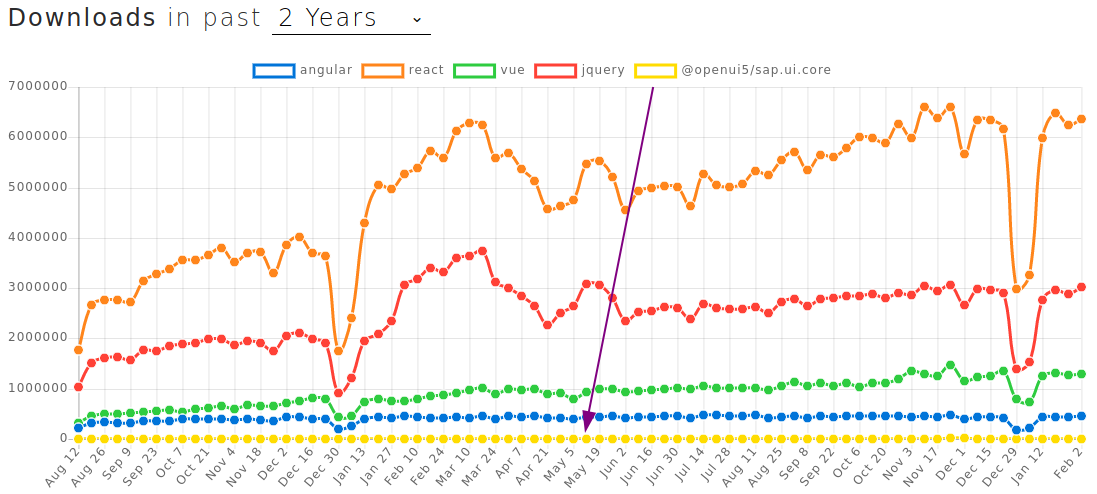 Downloads in past 2 Years
angular react vue jquery @openui5/sap.ui.core
7000000
6000000
5000000
4000000
3000000
2000000
1000000
0
Aug 12 Aug 26 Sep 9 Sep 23 Oct 7 Oct 21 Nov 4 Nov 18 Dec 2 Dec 16 Dec 30 Jan 13 Jan 27 Feb 10 Feb 24 Mar 10 Mar 24 Apr 7 Apr 21 May 5 May 19 Jun 2 Jun 16 Jun 30 Jul 14 Jul 28 Aug 11 Aug 25 Sep 8 Sep 22 Oct 6 Oct 20 Nov 3 Nov 17 Dec 1 Dec 15 Dec 29 Jan 12 Feb 2